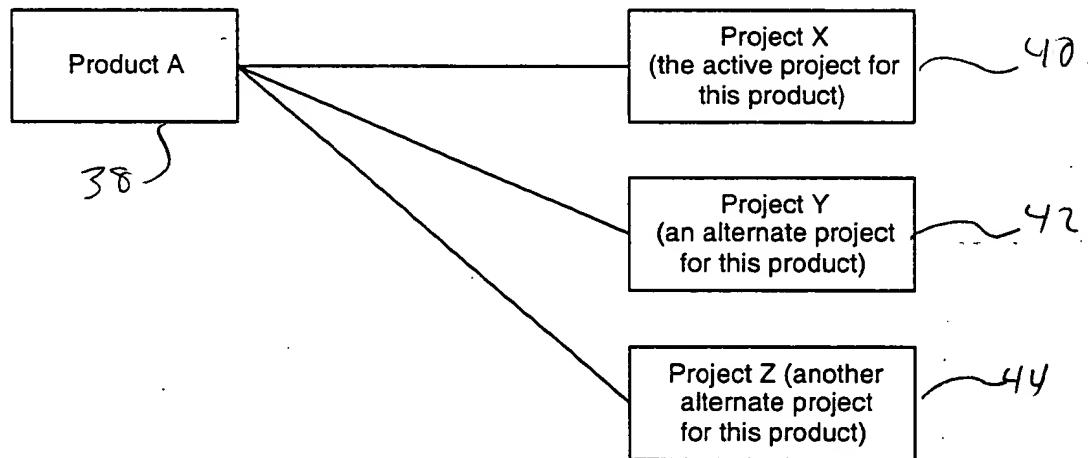 Product A
38
Project X
(the active project for
this product)
40
Project Y
(an alternate project
for this product)
42
Project Z (another
alternate project
for this product)
44